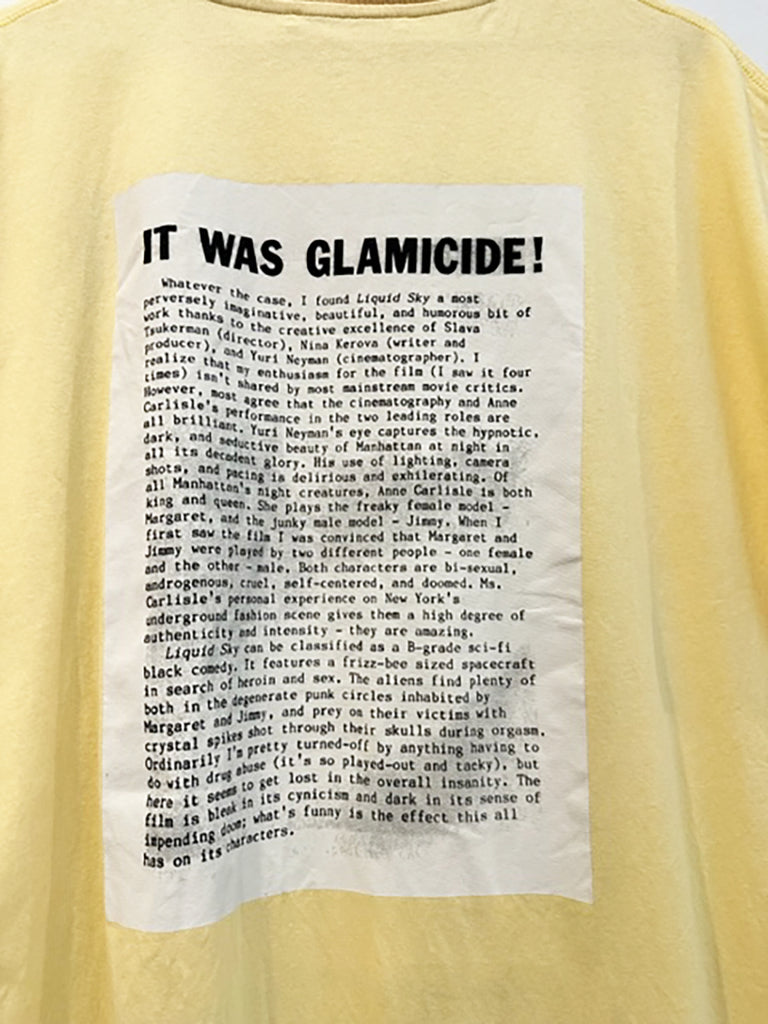 IT WAS GLAMICIDE!
Whatever the case, I found Liquid Sky a most
perversely imaginative, beautiful, and humorous bit of
work thanks to the creative excellence of Slava
Tsukerman (director), Nina Kerova (writer and
producer), and Yuri Neyman (cinematographer). I
realize that my enthusiasm for the film (I saw it four
times) isn't shared by most mainstream movie critics.
However, most agree that the cinematography and Anne
Carlisle's performance in the two leading roles are
all brilliant. Yuri Neyman's eye captures the hypnotic,
dark, and seductive beauty of Manhattan at night in
all its decadent glory. His use of lighting, camera
shots, and pacing is delirious and exhilerating. Of
all Manhattan's night creatures, Anne Carlisle is both
king and queen. She plays the freaky female model -
Margaret, and the junky male model - Jimmy. When I
first saw the film I was convinced that Margaret and
Jimmy were played by two different people - one female
and the other - male. Both characters are bi-sexual,
androgenous, cruel, self-centered, and doomed. Ms.
Carlisle's personal experience on New York's
underground fashion scene gives them a high degree of
authenticity and intensity - they are amazing.
Liquid Sky can be classified as a B-grade sci-fi
black comedy. It features a frizz-bee sized spacecraft
in search of heroin and sex. The aliens find plenty of
both in the degenerate punk circles inhabited by
Margaret and Jimmy, and prey on their victims with
crystal spikes shot through their skulls during orgasm.
Ordinarily I'm pretty turned-off by anything having to
do with drug abuse (it's so played-out and tacky), but
here it seems to get lost in the overall insanity. The
film is bleak in its cynicism and dark in its sense of
impending doom; what's funny is the effect this all
has on its characters.